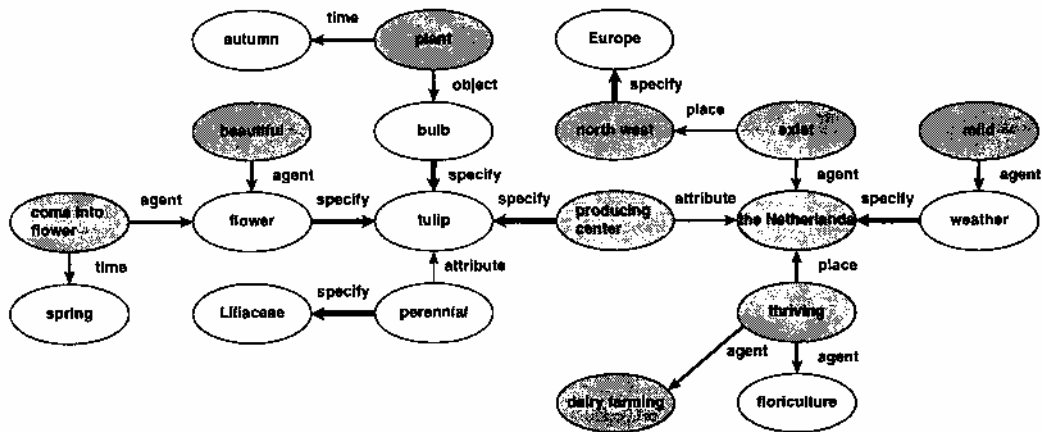 time
autumn
plant
Europe
object
specify
place
beautiful
bulb
north west
exist
mild
agent
specify
agent
agent
agent
specify
specify
attribute
specify
come into
flower
flower
tulip
producing
center
the Netherlands
weather
time
attribute
place
specify
spring
Liliaceae
perennial
thriving
agent
agent
dairy farming
floriculture